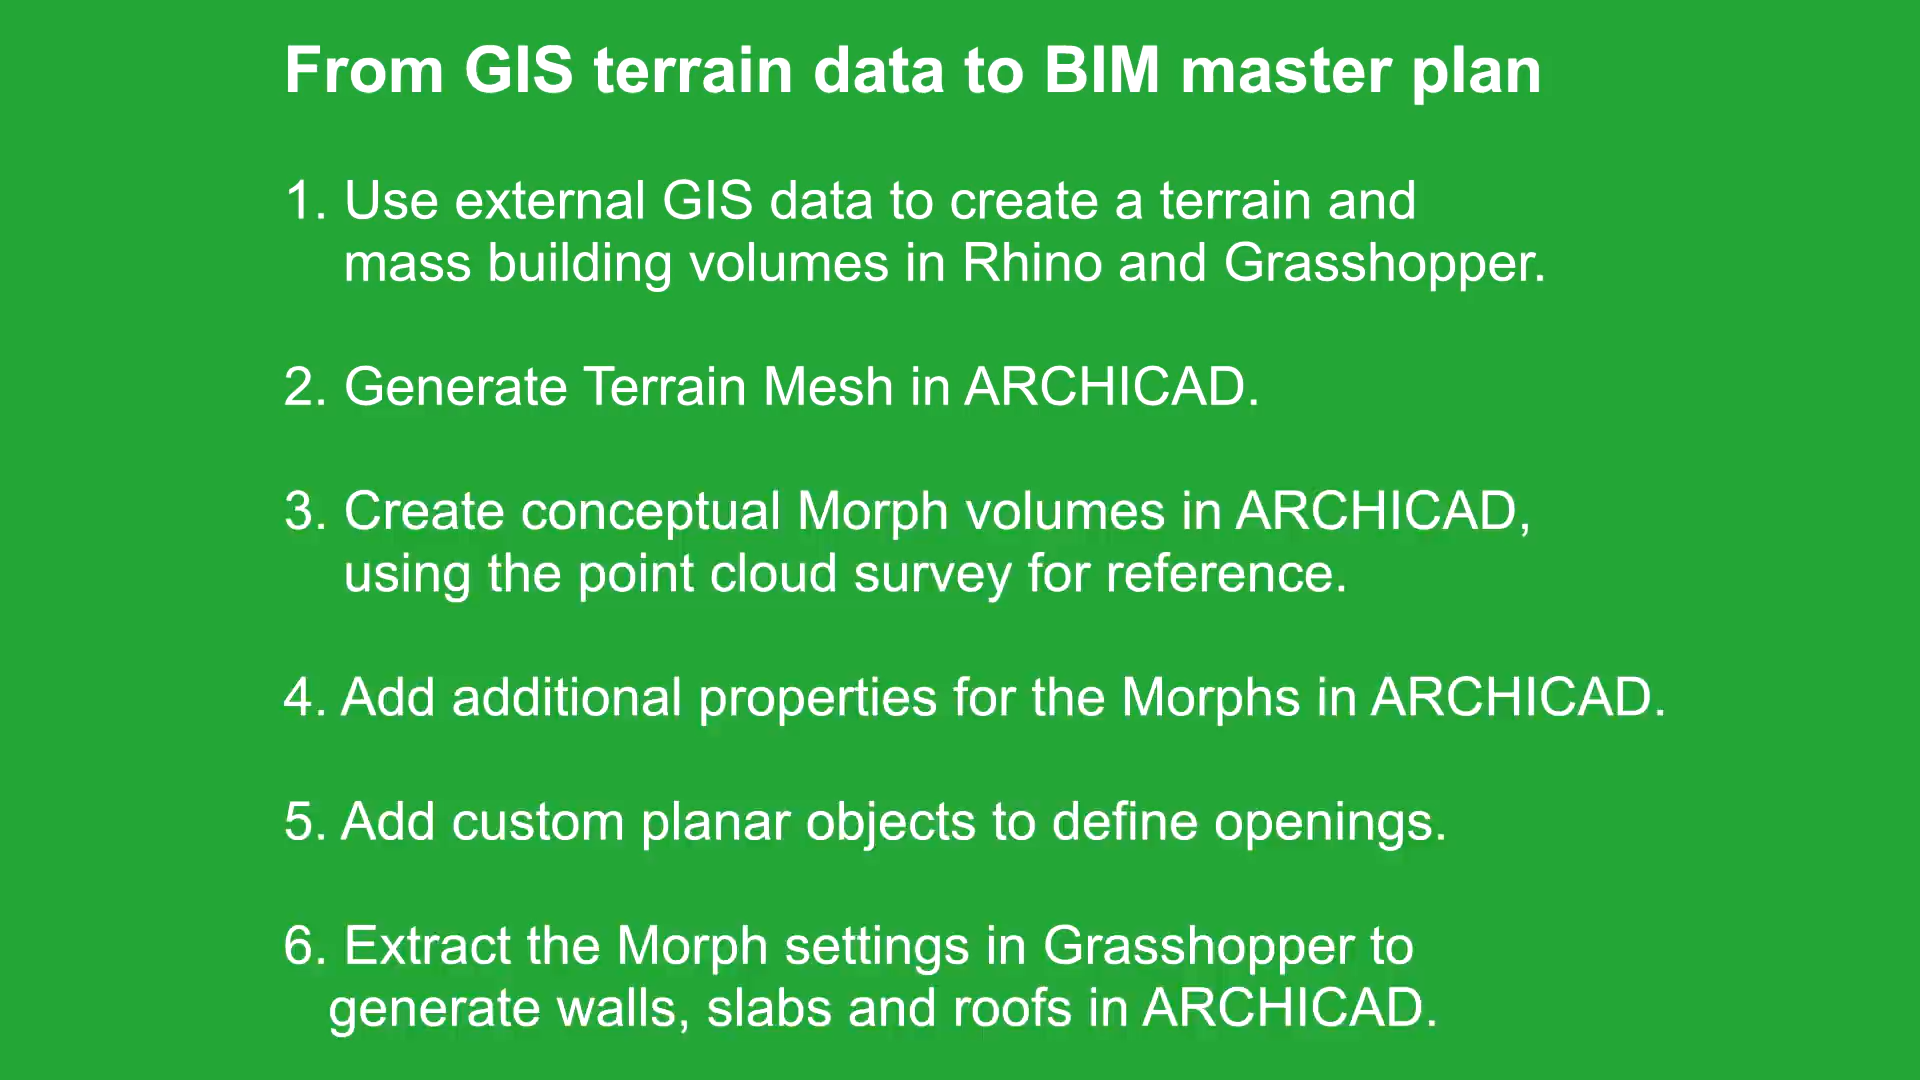 From GIS terrain data to BIM master plan
1. Use external GIS data to create a terrain and
mass building volumes in Rhino and Grasshopper.
2. Generate Terrain Mesh in ARCHICAD.
3. Create conceptual Morph volumes in ARCHICAD,
using the point cloud survey for reference.
4. Add additional properties for the Morphs in ARCHICAD.
5. Add custom planar objects to define openings.
6. Extract the Morph settings in Grasshopper to
generate walls, slabs and roofs in ARCHICAD.